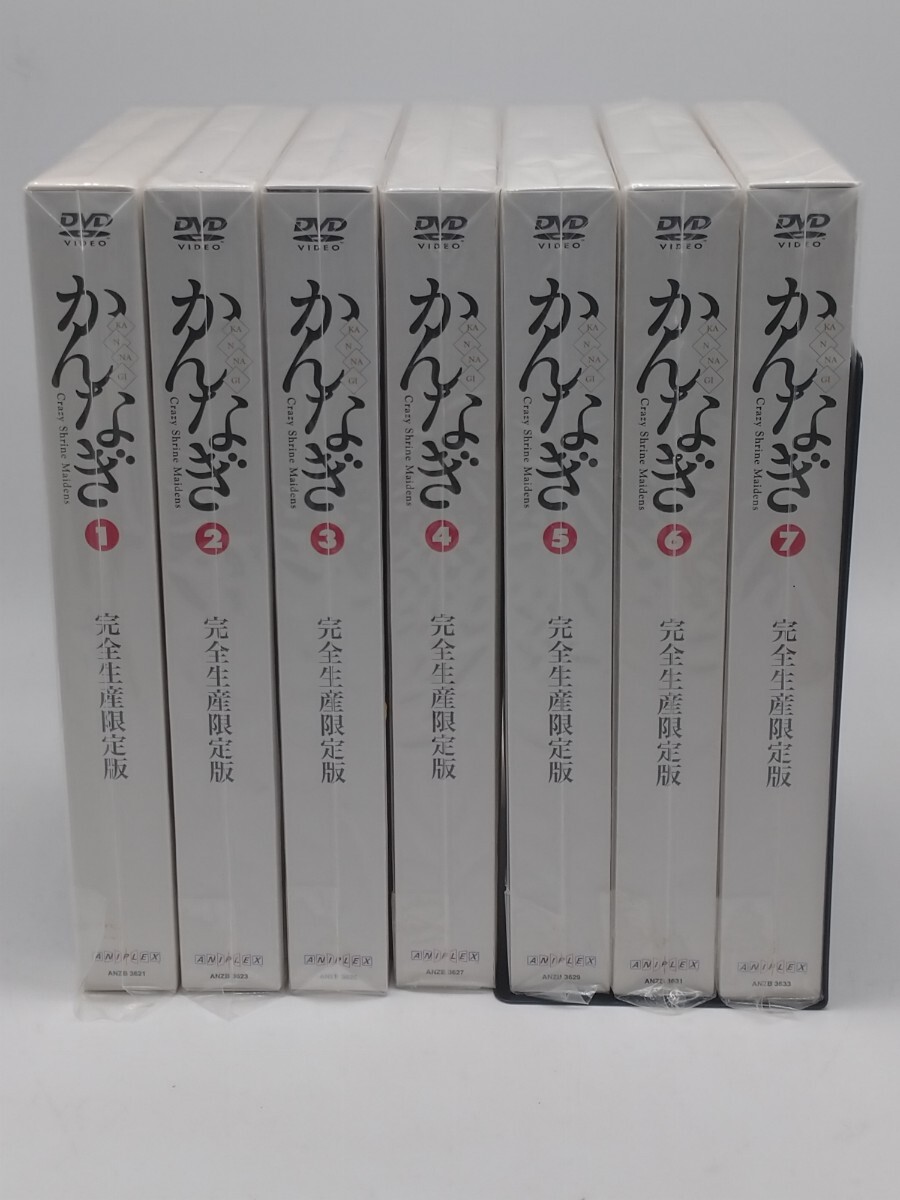 DVD
VIDEO
かんなぎ
KA
N
NA
GI
Crazy Shrine Maidens
1
完全生産限定版
ANIPLEX
ANZB 3621
DVD
VIDEO
かんなぎ
KA
N
NA
GI
Crazy Shrine Maidens
2
完全生産限定版
ANIPLEX
ANZB 3623
DVD
VIDEO
かんなぎ
KA
N
NA
GI
Crazy Shrine Maidens
3
完全生産限定版
ANIPLEX
DVD
VIDEO
かんなぎ
KA
N
NA
GI
Crazy Shrine Maidens
4
完全生産限定版
ANIPLEX
ANZB 3627
DVD
VIDEO
かんなぎ
KA
N
NA
GI
Crazy Shrine Maidens
5
完全生産限定版
ANIPLEX
ANZB 3629
DVD
VIDEO
かんなぎ
KA
N
NA
GI
Crazy Shrine Maidens
6
完全生産限定版
ANIPLEX
ANZB 3631
DVD
VIDEO
かんなぎ
KA
N
NA
GI
Crazy Shrine Maidens
7
完全生産限定版
ANIPLEX
ANZB 3633